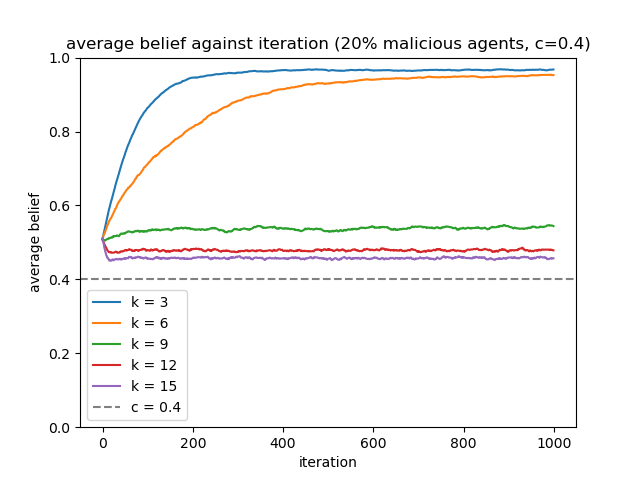 average belief against iteration (20% malicious agents, c=0.4)
1.0
0.8
0.6
0.4
0.2
0.0
average belief
k = 3
k = 6
k = 9
k = 12
k = 15
c = 0.4
0 200 400 600 800 1000
iteration